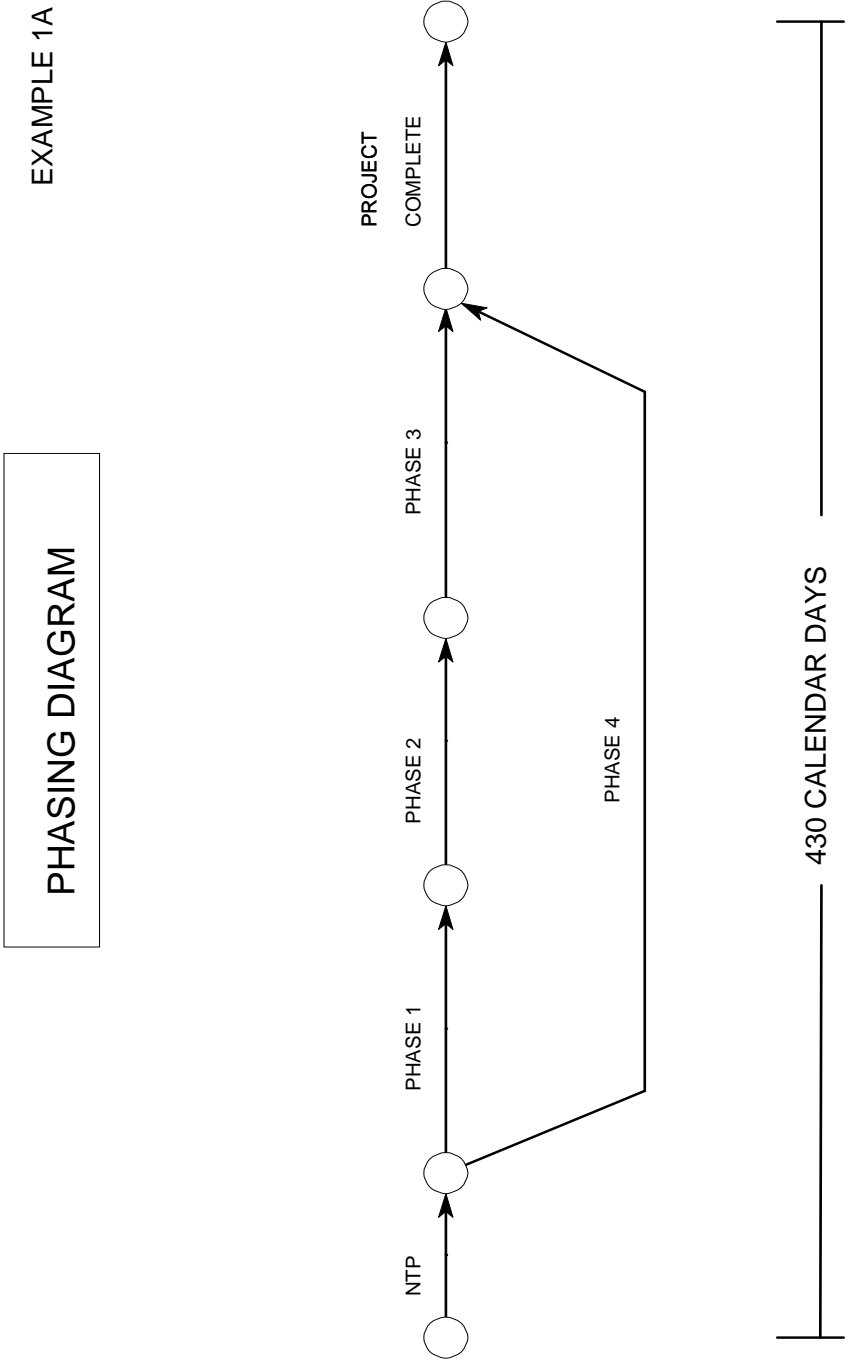 EXAMPLE 1A
PHASING DIAGRAM
NTP
PHASE 1
PHASE 2
PHASE 3
PROJECT
COMPLETE
PHASE 4
430 CALENDAR DAYS